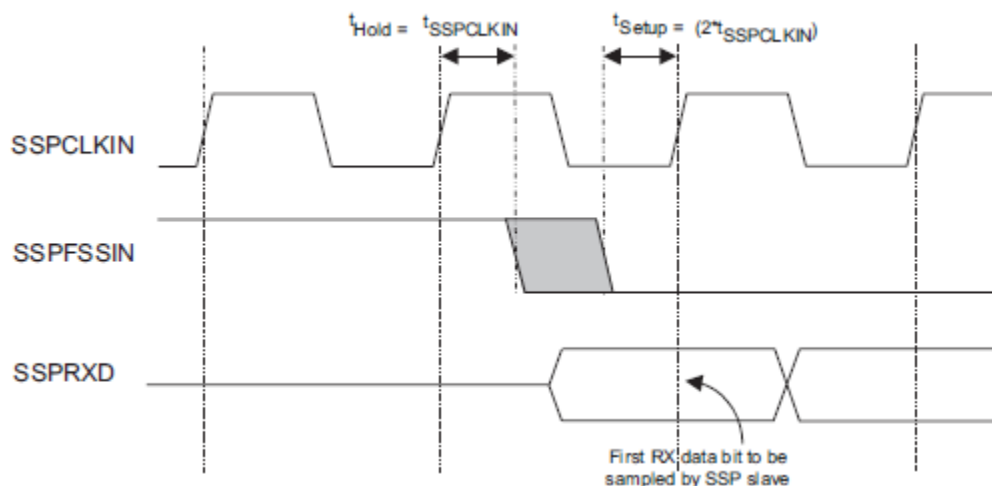 tHold = tSSPCLKIN
tSetup = (2*tSSPCLKIN)
SSPCLKIN
SSPFSSIN
SSPRXD
First RX data bit to be
sampled by SSP slave